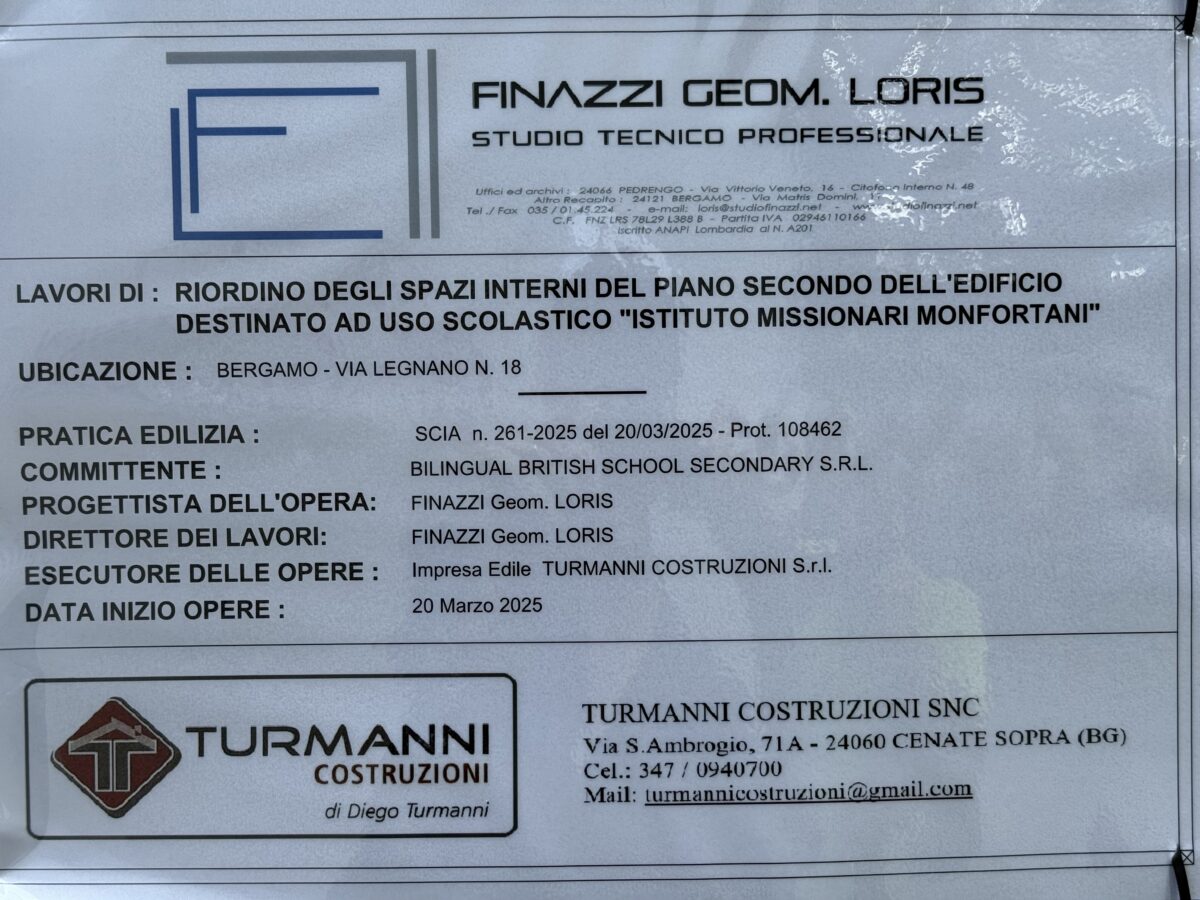 FINAZZI GEOM. LORIS
STUDIO TECNICO PROFESSIONALE
Uffici ed archivi : 24066 PEDRENGO - Via Vittorio Veneto, 16 - Citofono Interno N. 48
Altro Recapito : 24121 BERGAMO - Via Matris Domini,
Tel ./ Fax 035 / 01.45.224 - e-mail: loris@studiofinazzi.net -
C.F. FNZ LRS 78L29 L388 B - Partita IVA 02946110166
Iscritto ANAPI Lombardia al N. A201
LAVORI DI : RIORDINO DEGLI SPAZI INTERNI DEL PIANO SECONDO DELL'EDIFICIO
DESTINATO AD USO SCOLASTICO "ISTITUTO MISSIONARI MONFORTANI"
UBICAZIONE : BERGAMO - VIA LEGNANO N. 18
PRATICA EDILIZIA : SCIA n. 261-2025 del 20/03/2025 - Prot. 108462
COMMITTENTE : BILINGUAL BRITISH SCHOOL SECONDARY S.R.L.
PROGETTISTA DELL'OPERA: FINAZZI Geom. LORIS
DIRETTORE DEI LAVORI: FINAZZI Geom. LORIS
ESECUTORE DELLE OPERE : Impresa Edile TURMANNI COSTRUZIONI S.r.l.
DATA INIZIO OPERE : 20 Marzo 2025
TURMANNI
COSTRUZIONI
di Diego Turmanni
TURMANNI COSTRUZIONI SNC
Via S.Ambrogio, 71A - 24060 CENATE SOPRA (BG)
Cel.: 347 / 0940700
Mail: turmannicostruzioni@gmail.com